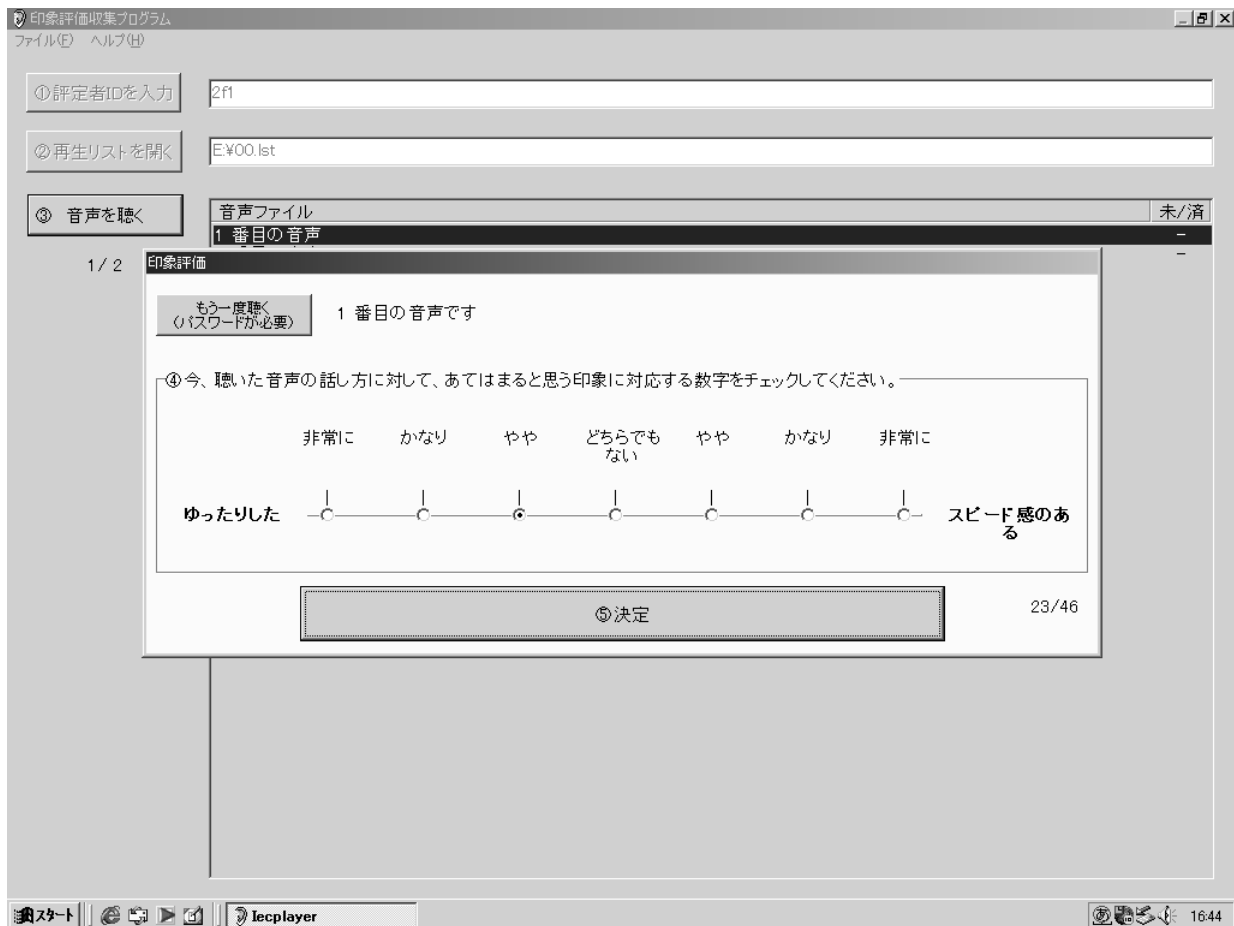 印象評価収集プログラム
ファイル(F) ヘルプ(H)
①評定者IDを入力 2f1
②再生リストを開く E:¥00.lst
③ 音声を聴く 音声ファイル 未/済
1 番目の音声 −
1/ 2 −
印象評価
もう一度聴く
(パスワードが必要)
1 番目の音声です
④今、聴いた音声の話し方に対して、あてはまると思う印象に対応する数字をチェックしてください。
非常に かなり やや どちらでも やや かなり 非常に
ない
ゆったりした スピード感のあ
る
⑤決定 23/46
スタート Iecplayer あ 16:44